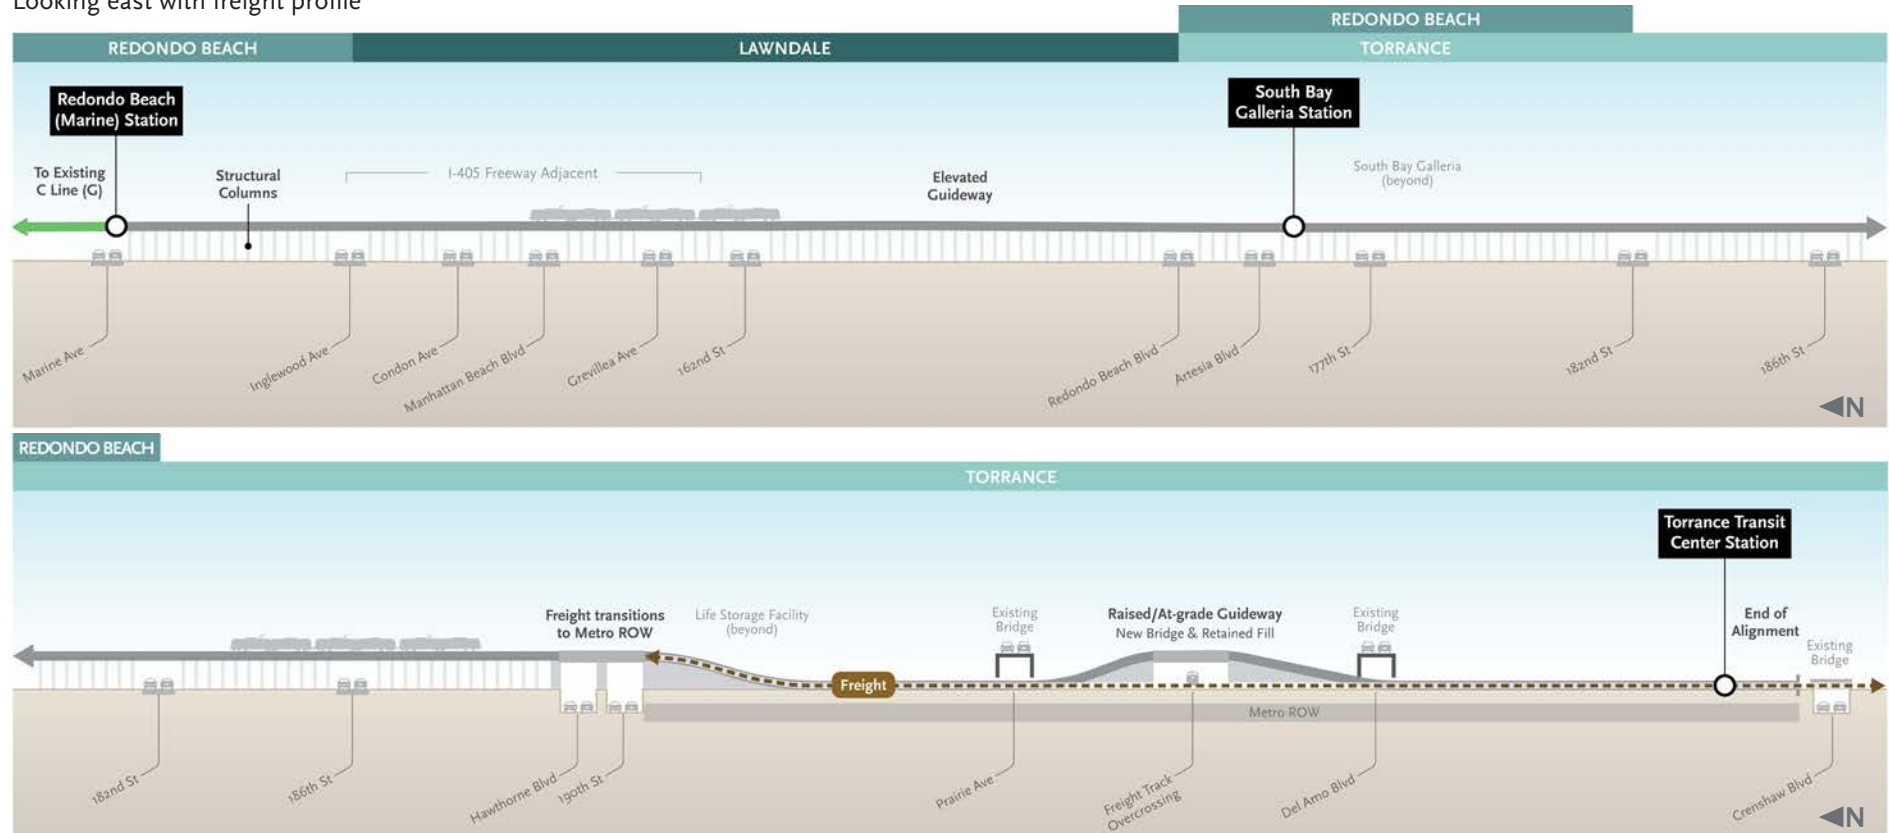 Looking east with freight profile
REDONDO BEACH
REDONDO BEACH
LAWNDALE
TORRANCE
Redondo Beach
(Marine) Station
South Bay
Galleria Station
To Existing
C Line (G)
Structural
Columns
I-405 Freeway Adjacent
Elevated
Guideway
South Bay Galleria
(beyond)
Marine Ave
Inglewood Ave
Condon Ave
Manhattan Beach Blvd
Grevillea Ave
162nd St
Redondo Beach Blvd
Artesia Blvd
177th St
182nd St
186th St
N
REDONDO BEACH
TORRANCE
Torrance Transit
Center Station
Freight transitions
to Metro ROW
Life Storage Facility
(beyond)
Existing
Bridge
Raised/At-grade Guideway
New Bridge & Retained Fill
Existing
Bridge
End of
Alignment
Existing
Bridge
Freight
Metro ROW
182nd St
186th St
Hawthorne Blvd
190th St
Prairie Ave
Freight Track
Overcrossing
Del Amo Blvd
Crenshaw Blvd
N